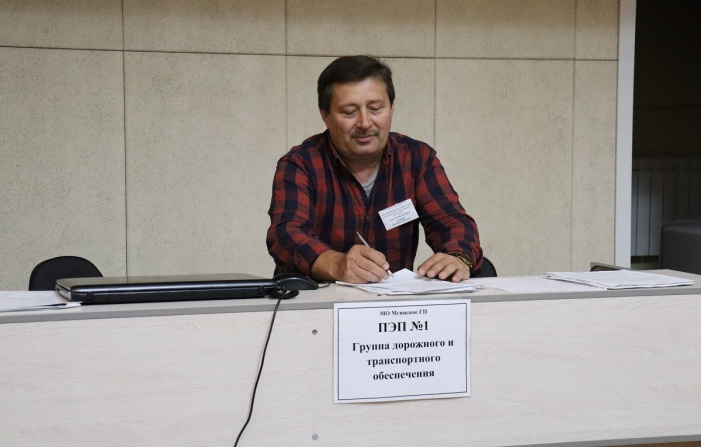 МО Мгинское ГП
ПЭП №1
Группа дорожного и
транспортного
обеспечения